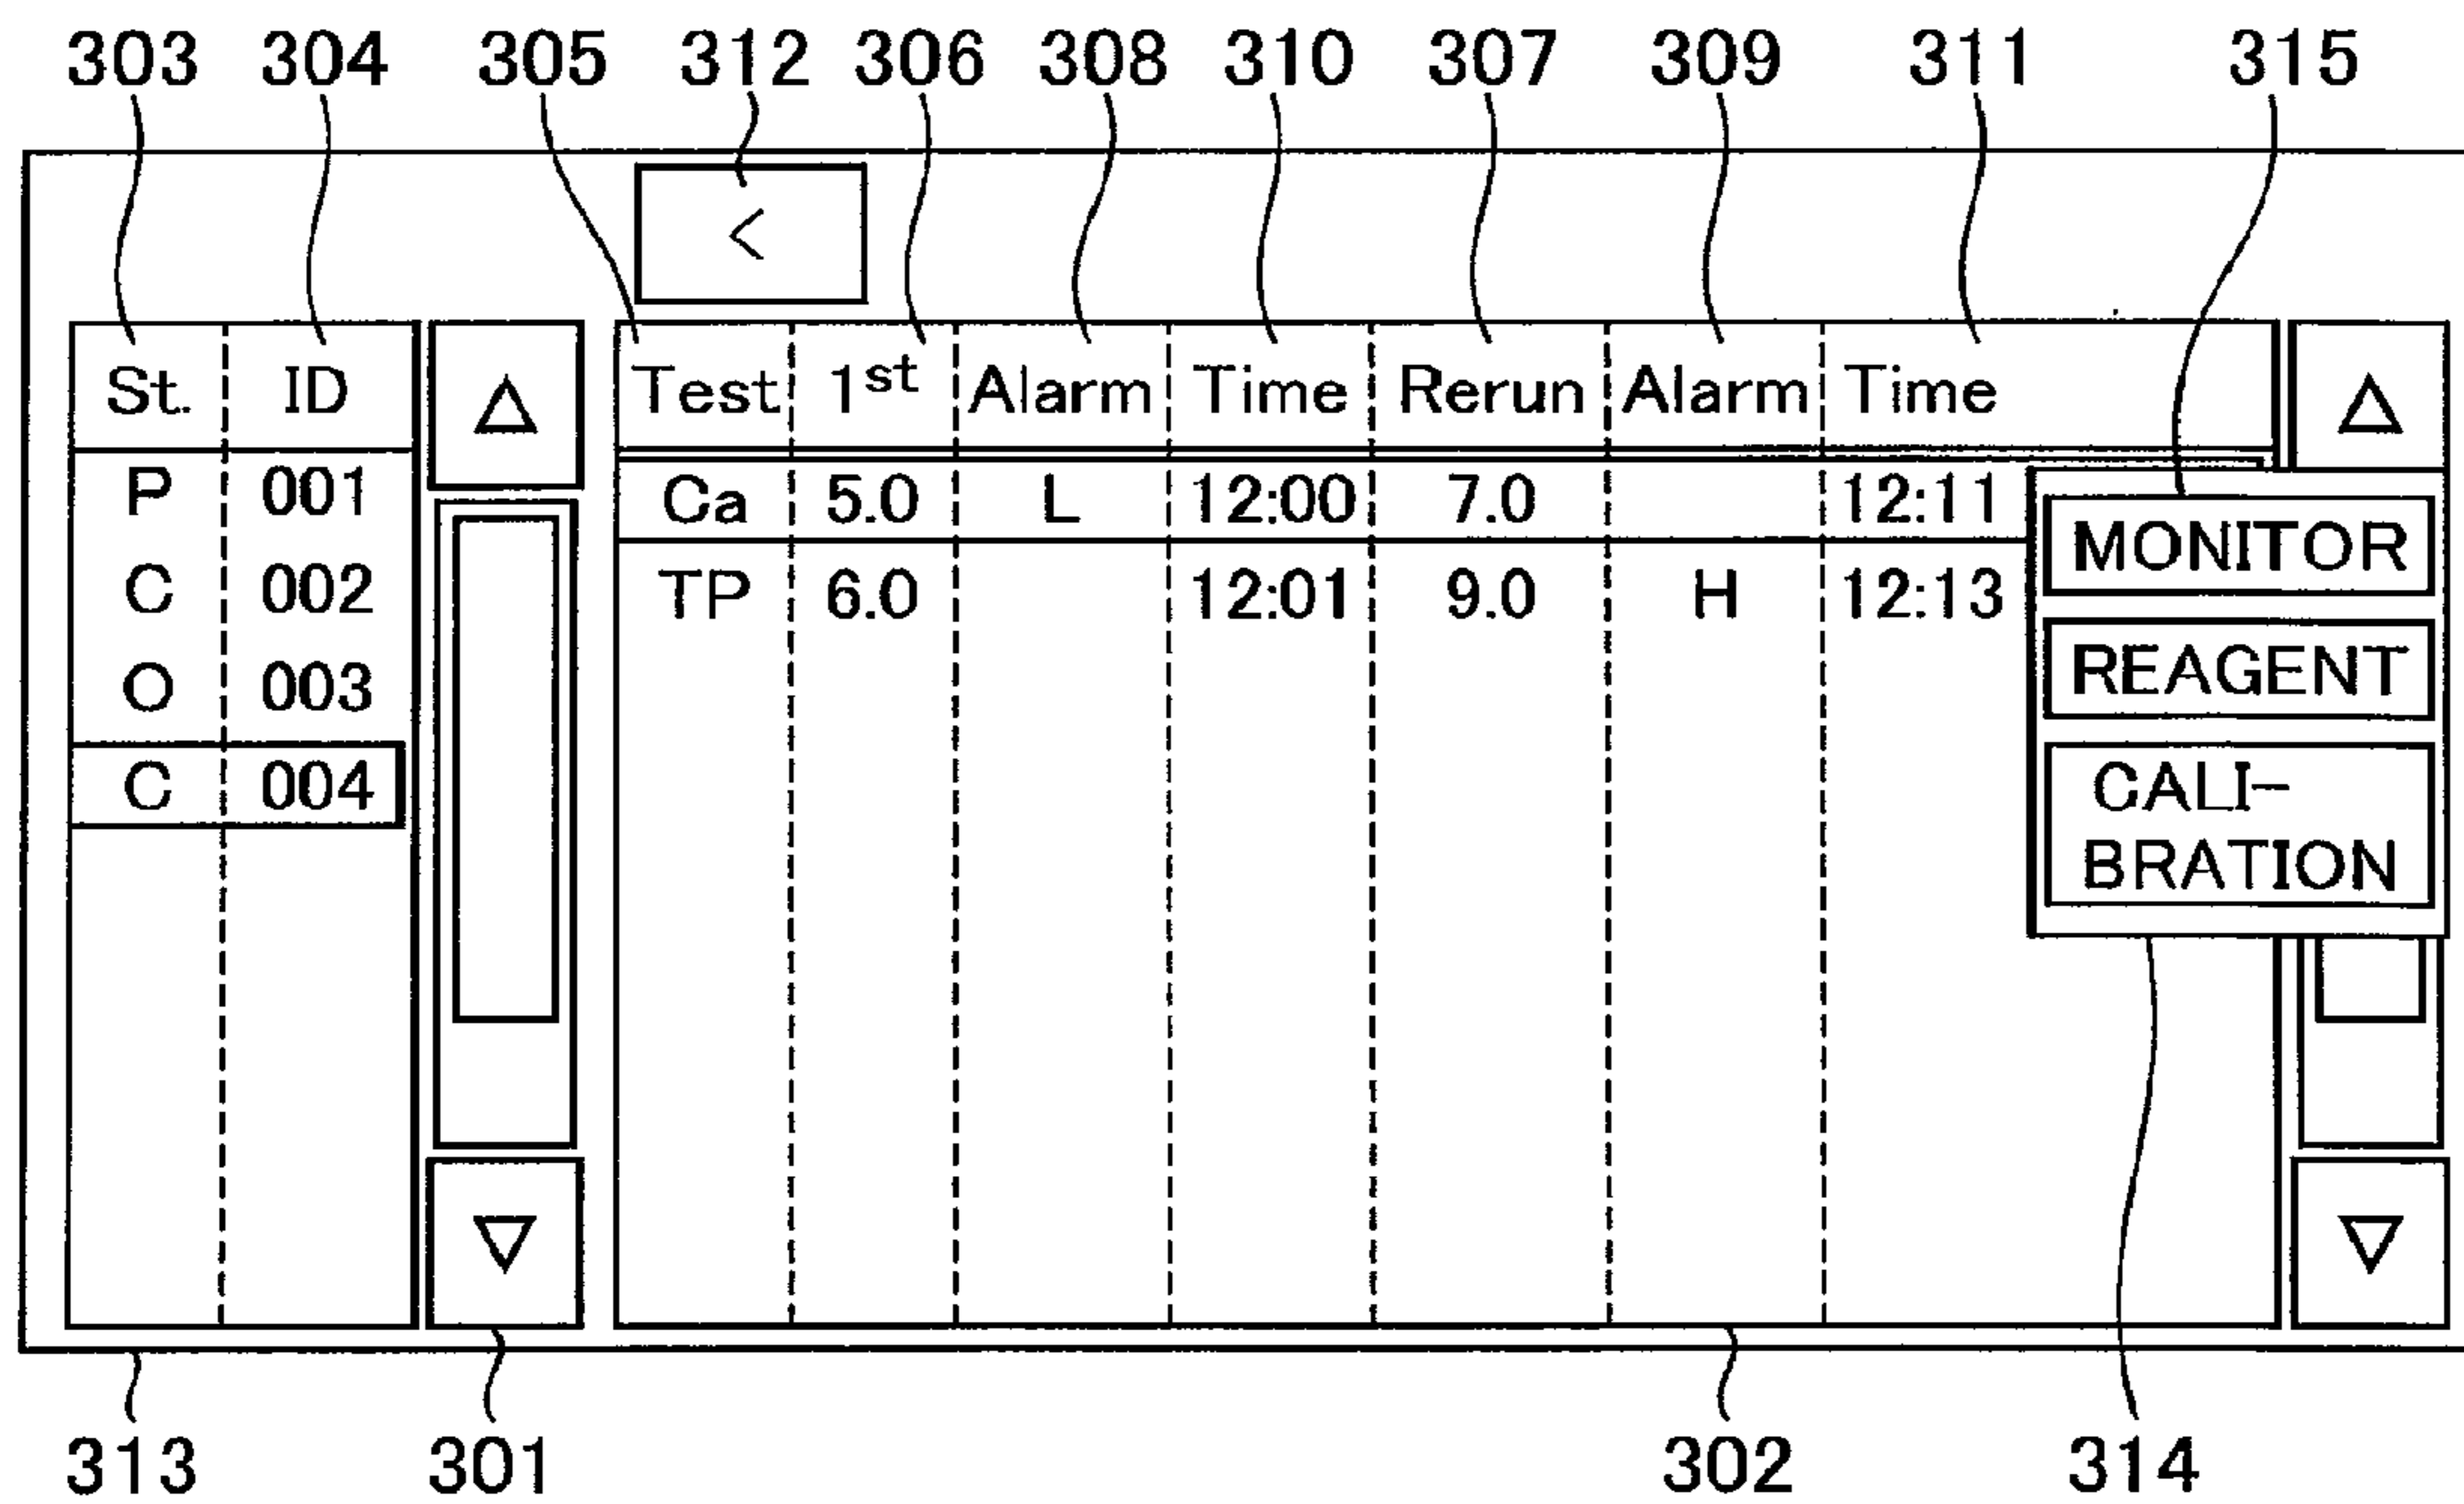 303 304 305 312 306 308 310 307 309 311 315
<
St. ID
P 001
C 002
O 003
C 004
Test 1st Alarm Time Rerun Alarm Time
Ca 5.0 L 12:00 7.0 12:11
TP 6.0 12:01 9.0 H 12:13
MONITOR
REAGENT
CALI-
BRATION
313 301 302 314